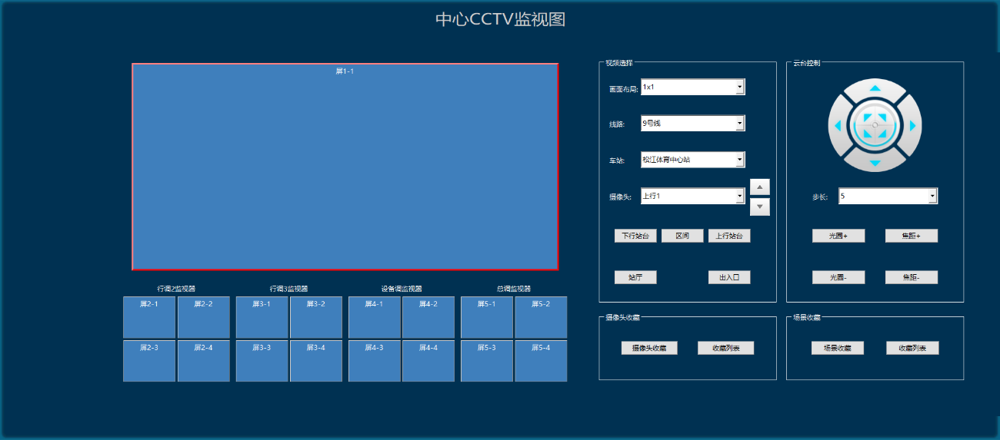 中心CCTV监视图
屏1-1
行调2监视器
行调3监视器
设备调监视器
总调监视器
屏2-1
屏2-2
屏3-1
屏3-2
屏4-1
屏4-2
屏5-1
屏5-2
屏2-3
屏2-4
屏3-3
屏3-4
屏4-3
屏4-4
屏5-3
屏5-4
视频选择
画面布局: 1x1
线路: 9号线
车站: 松江体育中心站
摄像头: 上行1
下行站台
区间
上行站台
站厅
出入口
云台控制
步长: 5
光圈+
焦距+
光圈-
焦距-
摄像头收藏
摄像头收藏
收藏列表
场景收藏
场景收藏
收藏列表